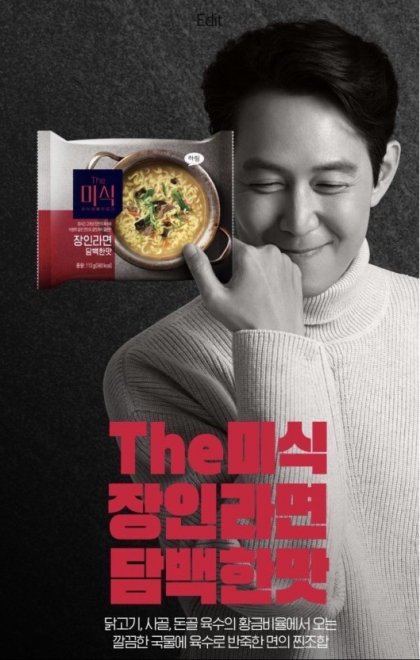 Edit
하림
The
미식
장인라면
담백한맛
The미식
장인라면
담백한맛
닭고기, 사골, 돈골 육수의 황금비율에서 오는
깔끔한 국물에 육수로 반죽한 면의 찐조합